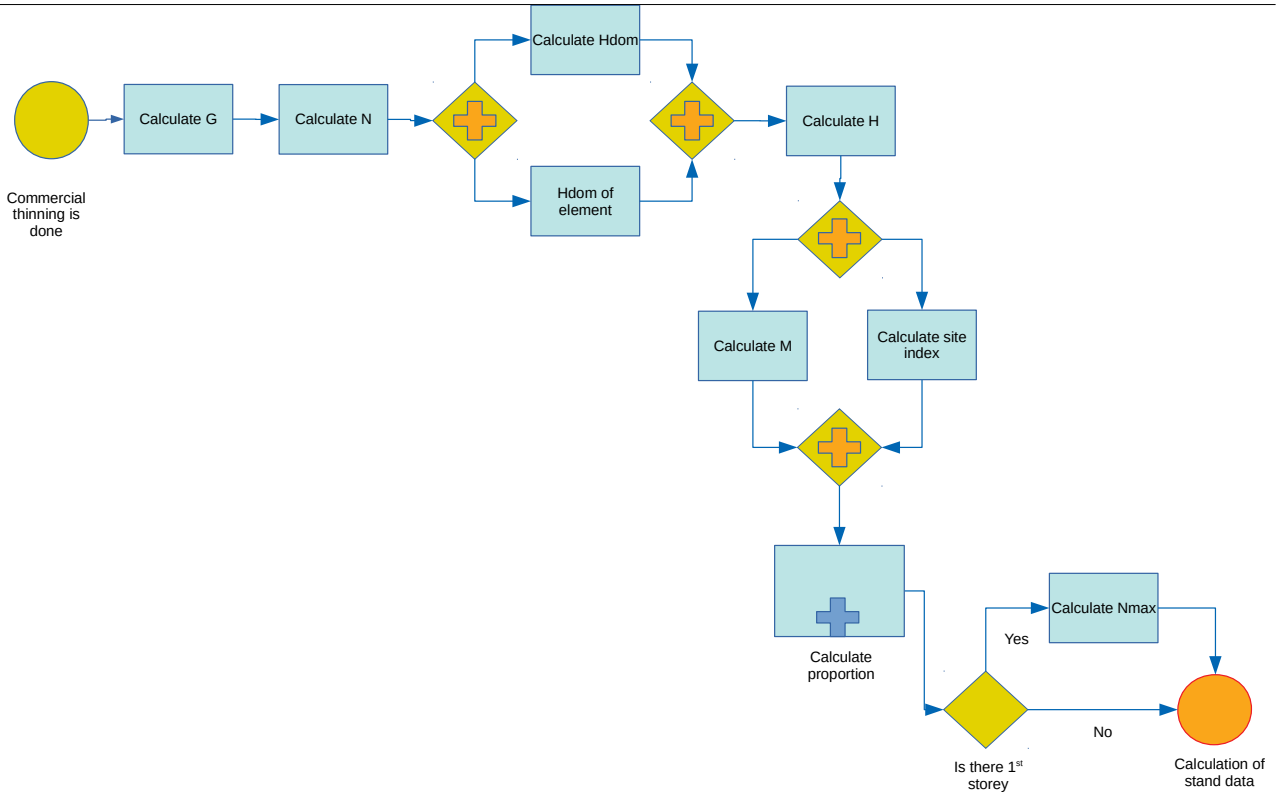 Calculate Hdom
Calculate G
Calculate N
Calculate H
Commercial
thinning is
done
Hdom of
element
Calculate M
Calculate site
index
Calculate
proportion
Calculate Nmax
Yes
No
Is there 1st
storey
Calculation of
stand data